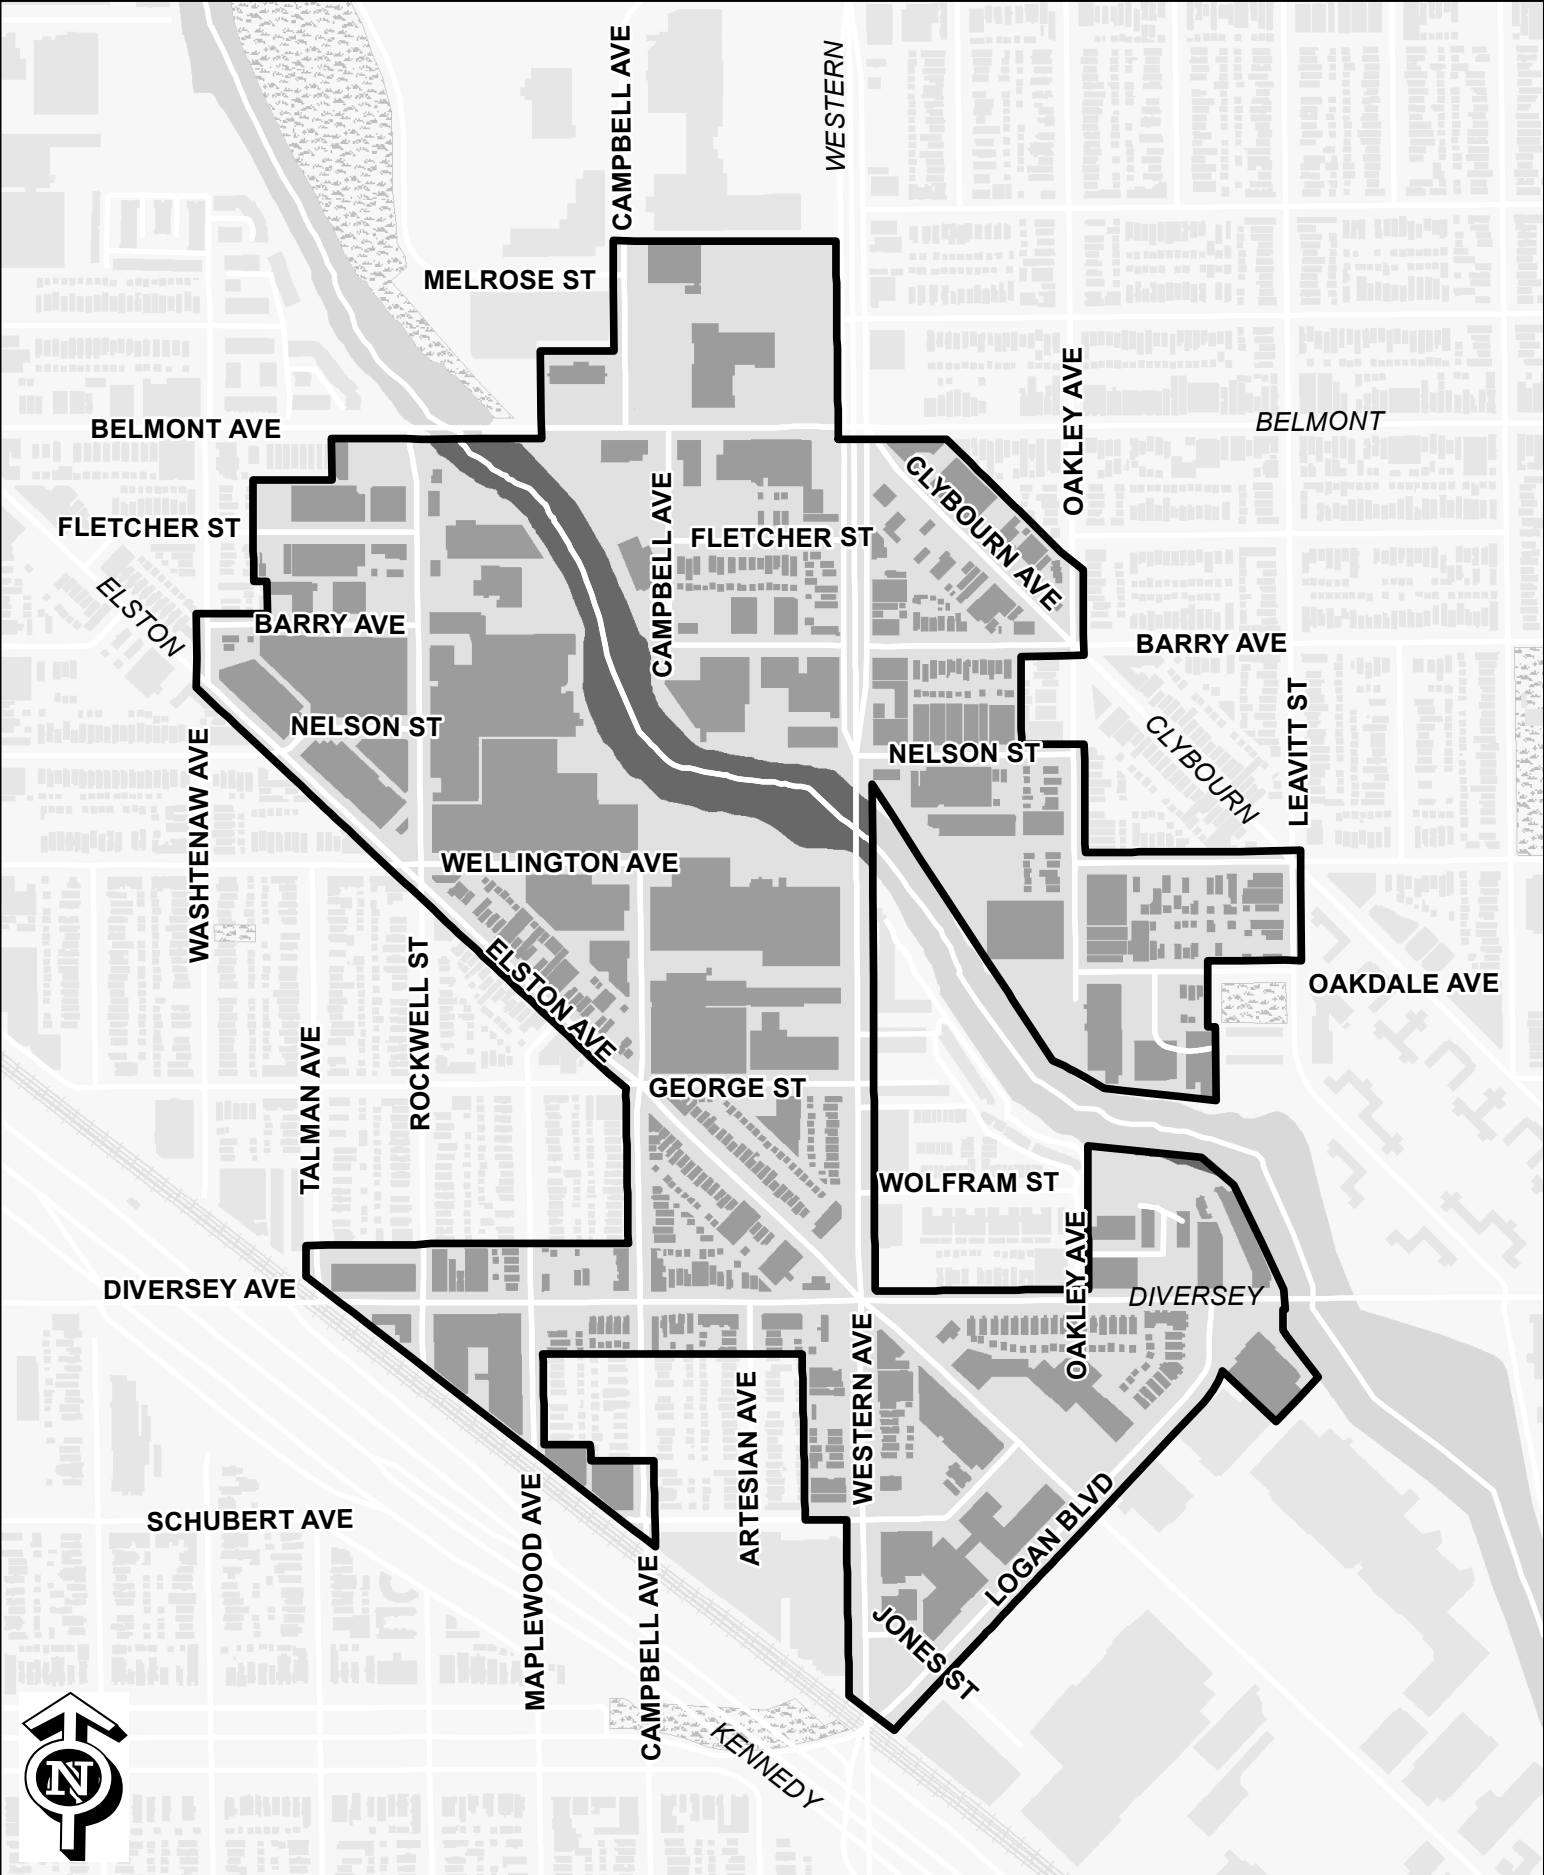 CAMPBELL AVE
WESTERN
MELROSE ST
OAKLEY AVE
BELMONT
BELMONT AVE
CLYBOURN AVE
CAMPBELL AVE
FLETCHER ST
FLETCHER ST
ELSTON
BARRY AVE
BARRY AVE
LEAVITT ST
NELSON ST
CLYBOURN
NELSON ST
WASHTENAW AVE
WELLINGTON AVE
ROCKWELL ST
ELSTON AVE
OAKDALE AVE
TALMAN AVE
GEORGE ST
WOLFRAM ST
OAKLEY AVE
DIVERSEY AVE
DIVERSEY
WESTERN AVE
ARTESIAN AVE
MAPLEWOOD AVE
SCHUBERT AVE
LOGAN BLVD
CAMPBELL AVE
JONES ST
KENNEDY
N